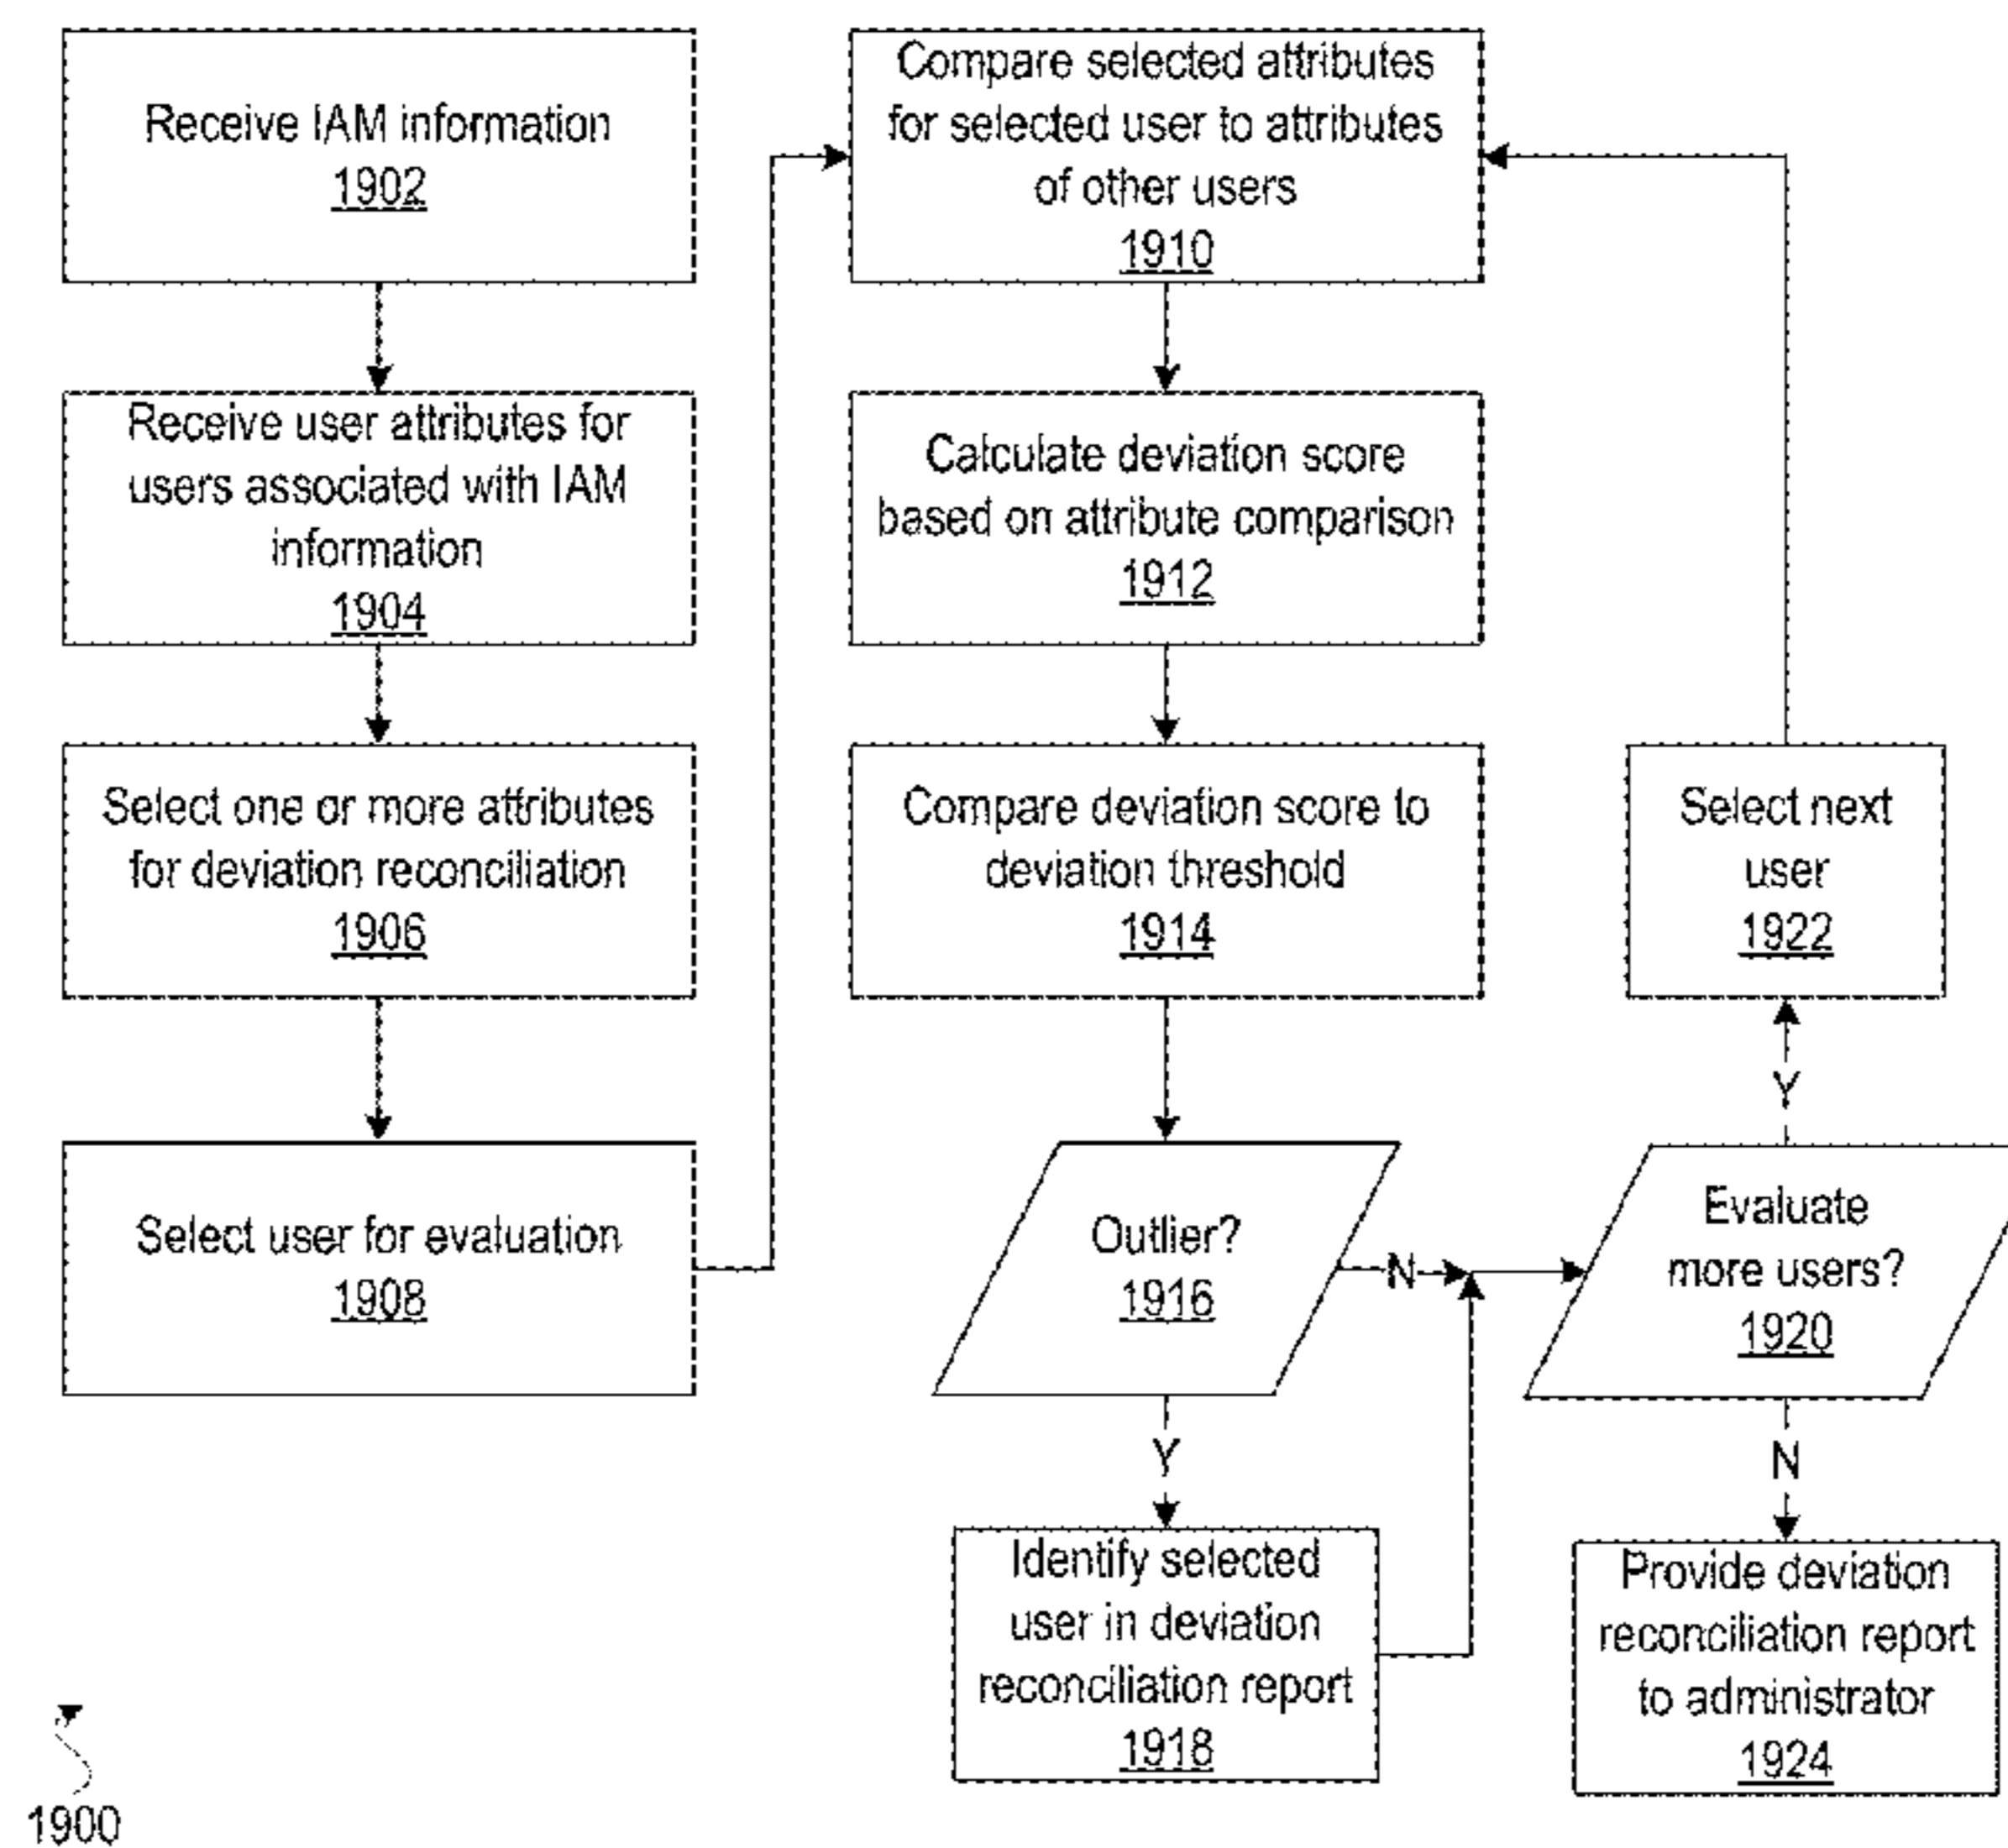 Receive IAM information
1902
Receive user attributes for
users associated with IAM
information
1904
Select one or more attributes
for deviation reconciliation
1906
Select user for evaluation
1908
Compare selected attributes
for selected user to attributes
of other users
1910
Calculate deviation score
based on attribute comparison
1912
Compare deviation score to
deviation threshold
1914
Outlier?
1916
N
Y
Identify selected
user in deviation
reconciliation report
1918
Select next
user
1922
Y
Evaluate
more users?
1920
N
Provide deviation
reconciliation report
to administrator
1924
1900